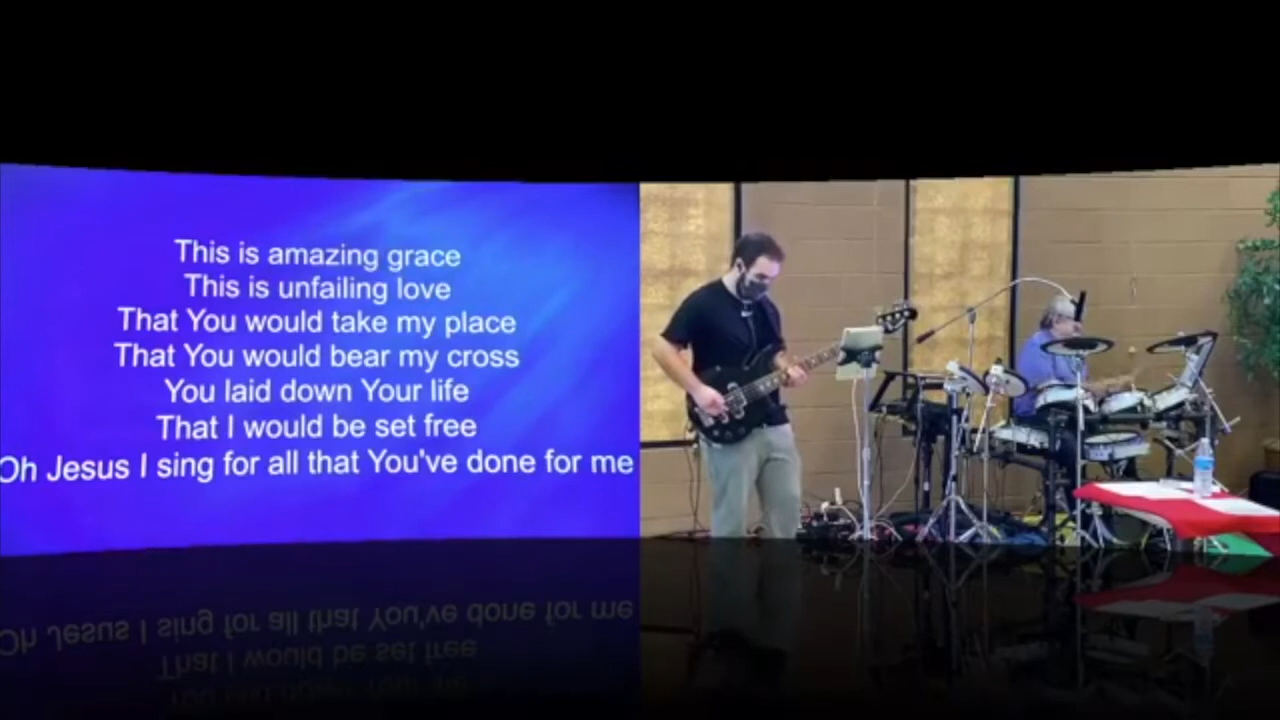 This is amazing grace
This is unfailing love
That You would take my place
That You would bear my cross
You laid down Your life
That I would be set free
Oh Jesus I sing for all that You've done for me